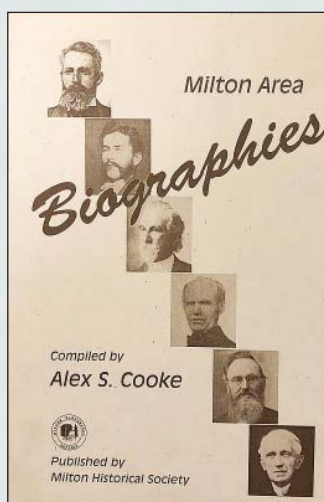 Milton Area
Biographies
Compiled by
Alex S. Cooke
Published by
Milton Historical Society